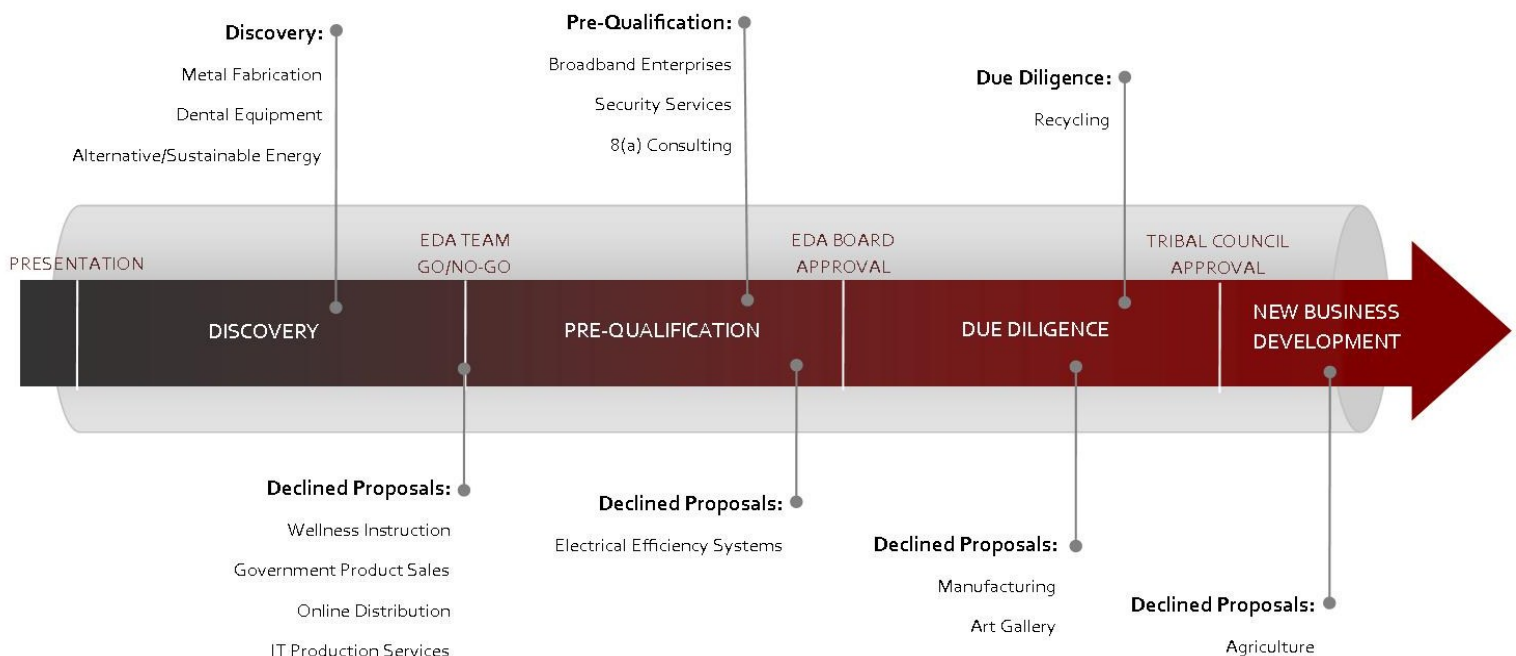 Discovery:
Metal Fabrication
Dental Equipment
Alternative/Sustainable Energy
Pre-Qualification:
Broadband Enterprises
Security Services
8(a) Consulting
Due Diligence:
Recycling
PRESENTATION
EDA TEAM
GO/NO-GO
EDA BOARD
APPROVAL
TRIBAL COUNCIL
APPROVAL
DISCOVERY
PRE-QUALIFICATION
DUE DILIGENCE
NEW BUSINESS
DEVELOPMENT
Declined Proposals:
Wellness Instruction
Government Product Sales
Online Distribution
IT Production Services
Declined Proposals:
Electrical Efficiency Systems
Declined Proposals:
Manufacturing
Art Gallery
Declined Proposals:
Agriculture